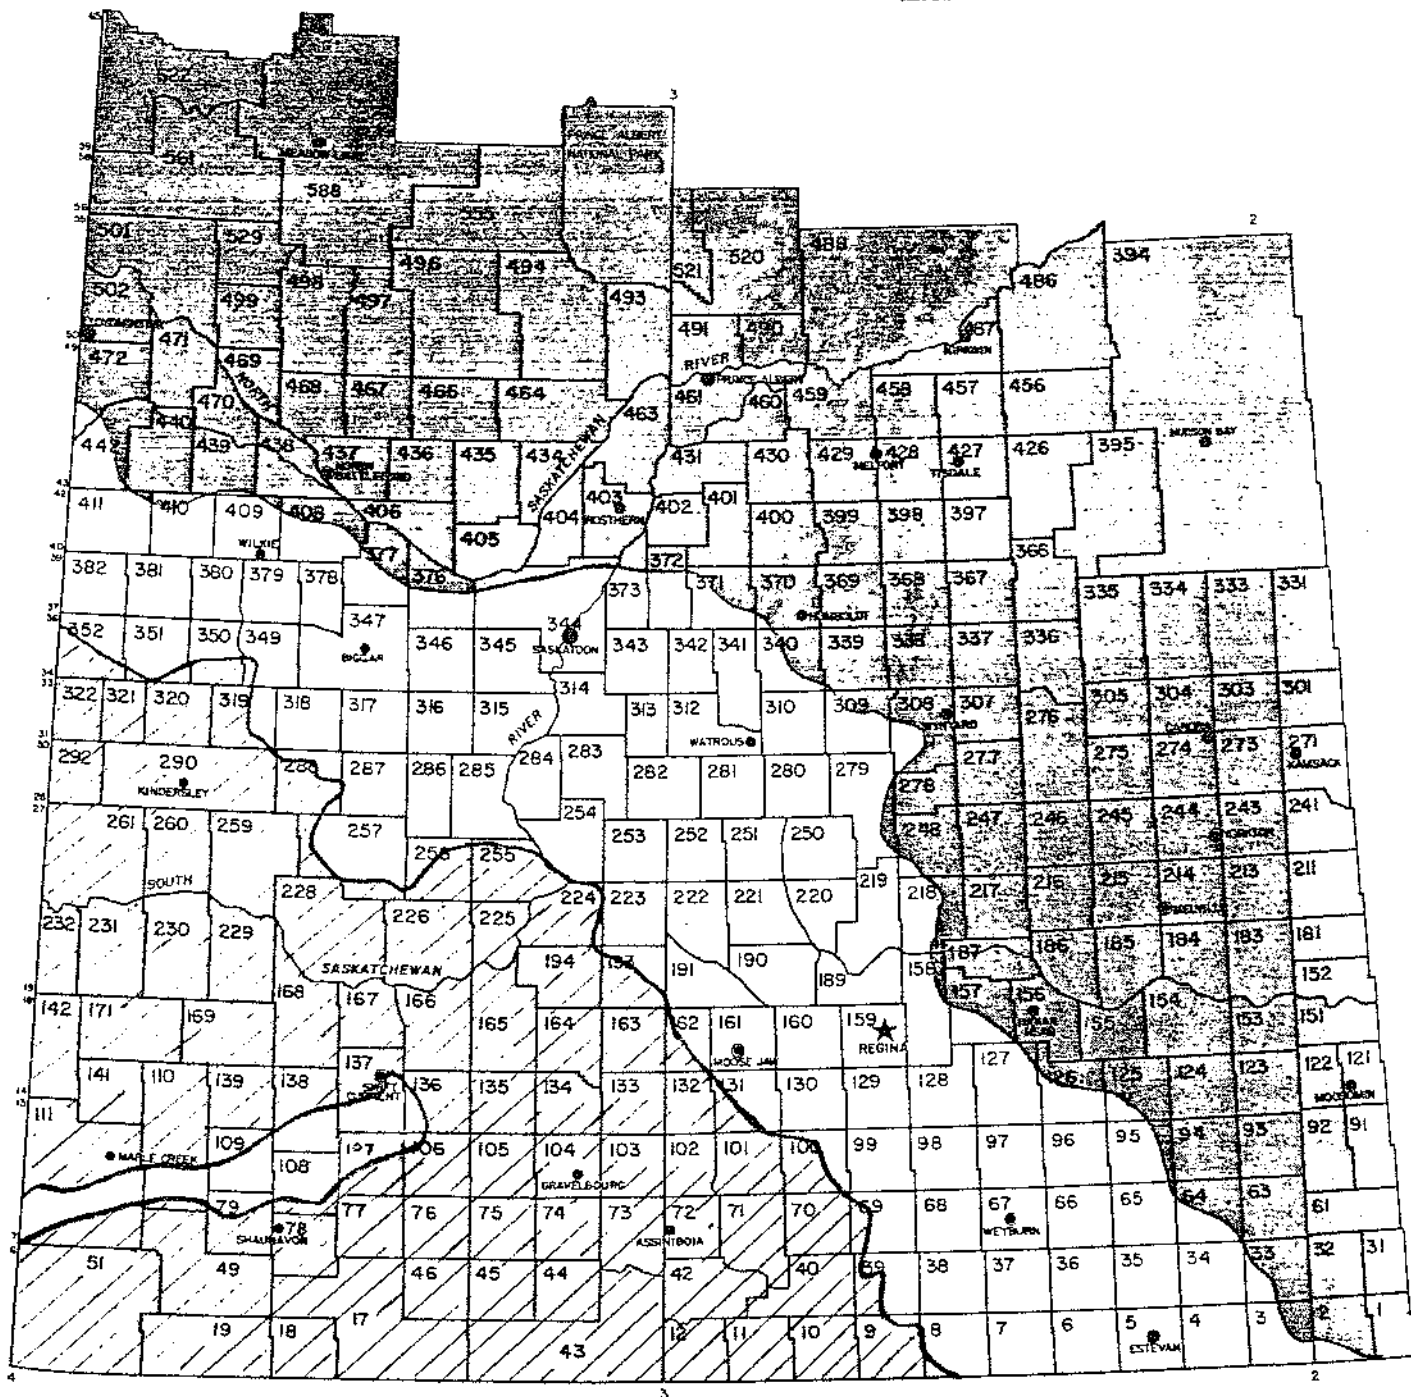 3
PRINCE ALBERT
NATIONAL PARK
MEADOW LAKE
561
588
555
2
501 529 498 496 494 488 394
520
521
502 499 497 493 486
491 490 487
NIPAWIN
472 471 469 RIVER
NORTH
PRINCE ALBERT
468 467 465 464 463 461 460 459 458 457 456
470
440 439 438 437 436 435 434 431 430 429 428 427 426 395
HUDSON BAY
NORTH
BATTLEFORD
SASKATCHEWAN
MELFORT TISDALE
411 410 409 408 406 405 404 403 402 401 400 399 398 397
ROSTHERN
WILKIE
366
377 376 372
382 381 380 379 378 373 371 370 369 368 367 335 334 333 331
HUMBOLDT
347 344
352 351 350 349 346 345 343 342 341 340 339 338 337 336
BIGGAR SASKATOON
322 321 320 319 318 317 316 315 314 313 312 310 309 308 307 276 305 304 303 301
RIVER WATROUS WYNYARD CANORA
292 290 288 287 286 285 284 283 282 281 280 279 278 277 275 274 273 271
KINDERSLEY KAMSACK
261 260 259 257 256 255 254 253 252 251 250 248 247 246 245 244 243 241
YORKTON
SOUTH
228 226 225 224 223 222 221 220 219 218 217 216 215 214 213 211
MELVILLE
232 231 230 229
SASKATCHEWAN
194 193 191 190 189 187 186 185 184 183 181
158 157 156 155 154 153 152 151
INDIAN
HEAD
142 171 169 168 167 166 165 164 163 162 161 160 159
MOOSE JAW REGINA
141 110 139 138 137 136 135 134 133 132 131 130 129 128 127 126 125 124 123 122 121
SWIFT
CURRENT
MOOSOMIN
111 109 108 107 106 105 104 103 102 101 100 99 98 97 96 95 94 93 92 91
MAPLE CREEK GRAVELBOURG
79 78 77 76 75 74 73 72 71 70 69 68 67 66 65 64 63 61
SHAUNAVON ASSINIBOIA WEYBURN
51 49 46 45 44 42 40 39 38 37 36 35 34 33 32 31
19 18 17 43 12 11 10 9 8 7 6 5 4 3 2 1
ESTEVAN
4 3 2